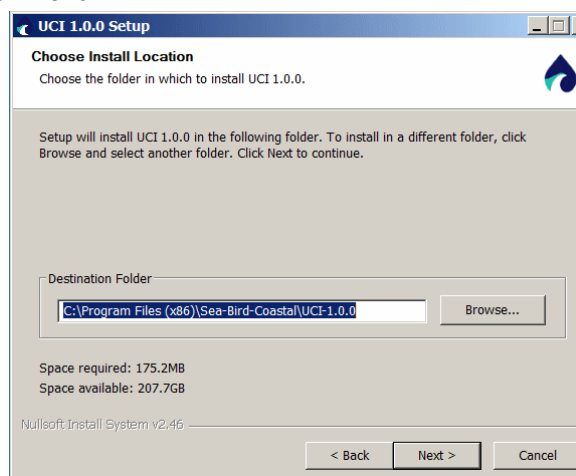 UCI 1.0.0 Setup
Choose Install Location
Choose the folder in which to install UCI 1.0.0.
Setup will install UCI 1.0.0 in the following folder. To install in a different folder, click
Browse and select another folder. Click Next to continue.
Destination Folder
C:\Program Files (x86)\Sea-Bird-Coastal\UCI-1.0.0
Browse...
Space required: 175.2MB
Space available: 207.7GB
Nullsoft Install System v2.46
< Back
Next >
Cancel